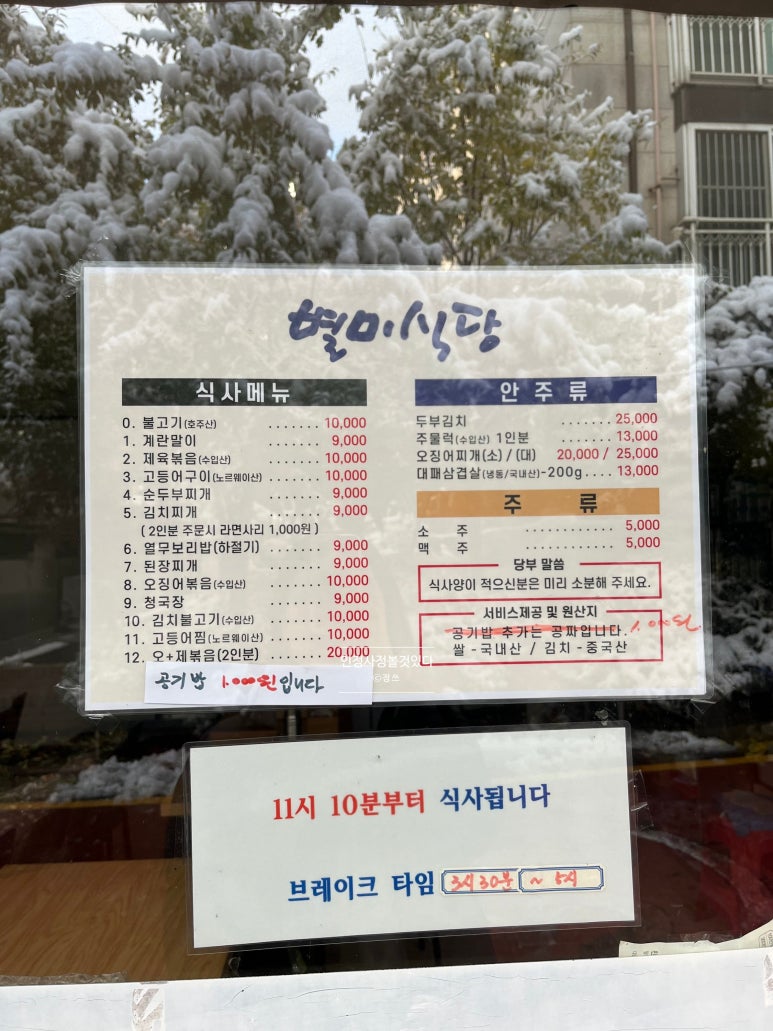 별미식당
식사메뉴
0. 불고기(호주산) ....... 10,000
1. 계란말이 ....... 9,000
2. 제육볶음(수입산) ....... 10,000
3. 고등어구이(노르웨이산) ....... 10,000
4. 순두부찌개 ....... 9,000
5. 김치찌개 ....... 9,000
( 2인분 주문시 라면사리 1,000원 )
6. 열무보리밥(하절기) ....... 9,000
7. 된장찌개 ....... 9,000
8. 오징어볶음(수입산) ....... 10,000
9. 청국장 ....... 9,000
10. 김치불고기(수입산) ....... 10,000
11. 고등어찜(노르웨이산) ....... 10,000
12. 오+제볶음(2인분) ....... 20,000
공기밥 1.000원입니다
안주류
두부김치 ....... 25,000
주물럭(수입산) 1인분 ....... 13,000
오징어찌개(소) / (대) 20,000 / 25,000
대패삼겹살(냉동/국내산)-200g.... 13,000
주 류
소 주 ............ 5,000
맥 주 ............ 5,000
당부 말씀
식사양이 적으신분은 미리 소분해 주세요.
서비스제공 및 원산지
공기밥 추가는 공짜입니다. 1.000원
쌀 - 국내산 / 김치 - 중국산
인정사정볼것있다
©정쓰
11시 10분부터 식사됩니다
브레이크 타임 3시30분 ~ 5시